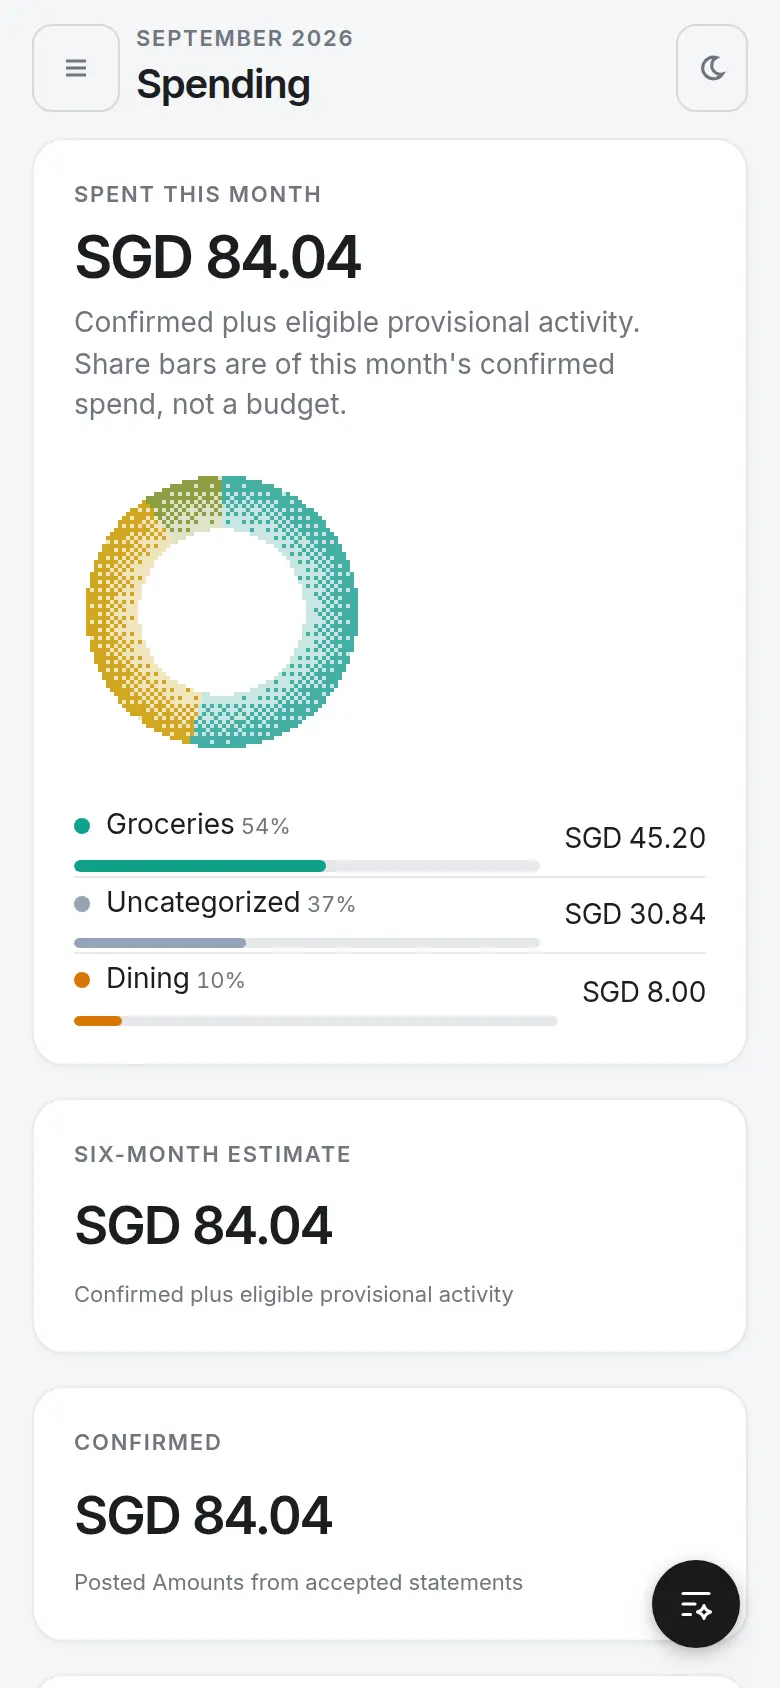 SEPTEMBER 2026
Spending
SPENT THIS MONTH
SGD 84.04
Confirmed plus eligible provisional activity.
Share bars are of this month's confirmed
spend, not a budget.
Groceries 54%
SGD 45.20
Uncategorized 37%
SGD 30.84
Dining 10%
SGD 8.00
SIX-MONTH ESTIMATE
SGD 84.04
Confirmed plus eligible provisional activity
CONFIRMED
SGD 84.04
Posted Amounts from accepted statements